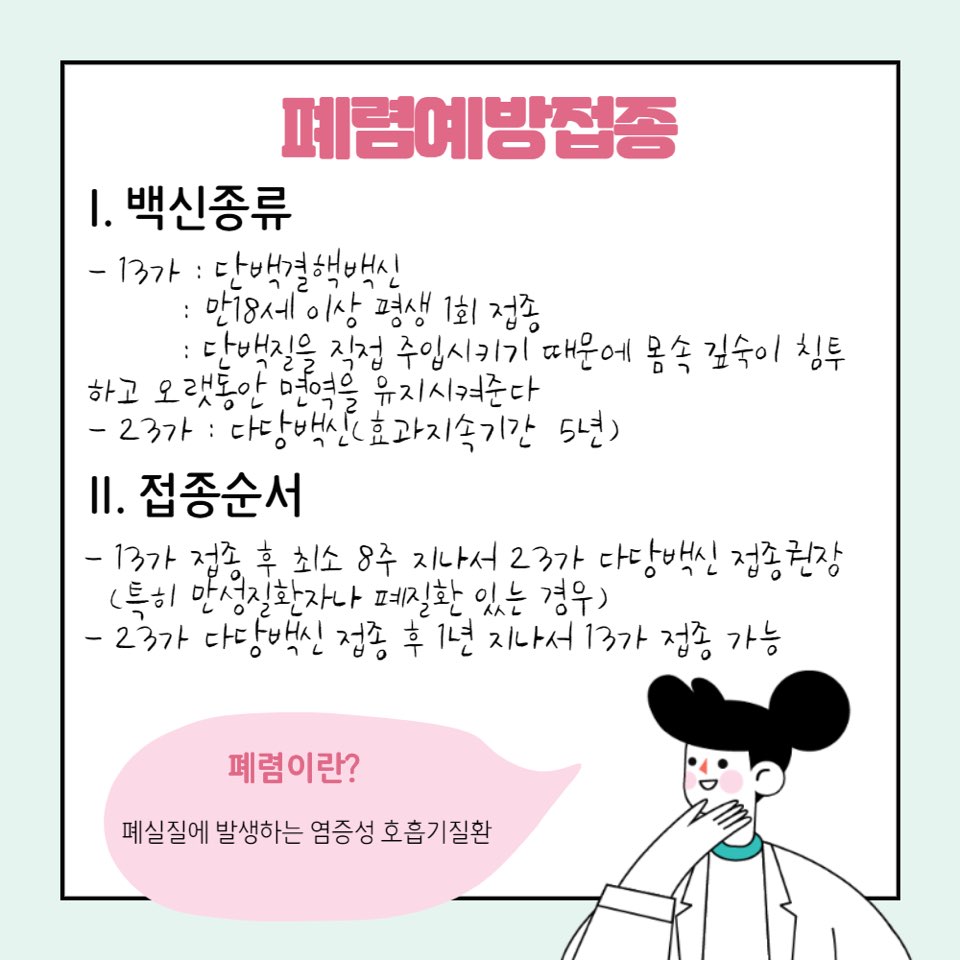 폐렴예방접종
I. 백신종류
- 13가 : 단백결핵백신
: 만18세 이상 평생 1회 접종
: 단백질을 직접 주입시키기 때문에 몸속 깊숙이 침투
하고 오랫동안 면역을 유지시켜준다
- 23가 : 다당백신(효과지속기간 5년)
II. 접종순서
- 13가 접종 후 최소 8주 지나서 23가 다당백신 접종권장
(특히 만성질환자나 폐질환 있는 경우)
- 23가 다당백신 접종 후 1년 지나서 13가 접종 가능
폐렴이란?
폐실질에 발생하는 염증성 호흡기질환